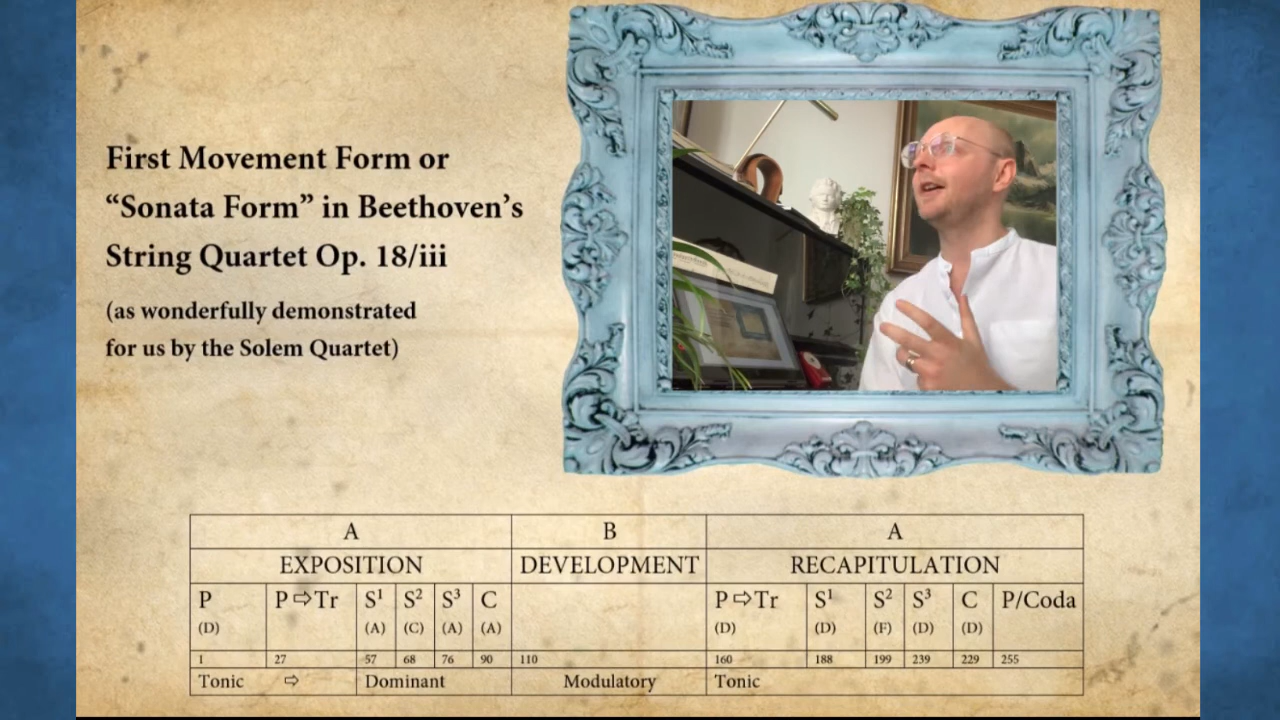 First Movement Form or
“Sonata Form” in Beethoven’s
String Quartet Op. 18/iii
(as wonderfully demonstrated
for us by the Solem Quartet)
A B A
EXPOSITION DEVELOPMENT RECAPITULATION
P P⇨Tr S¹ S² S³ C P⇨Tr S¹ S² S³ C P/Coda
(D) (A) (C) (A) (A) (D) (D) (F) (D) (D)
1 27 57 68 76 90 110 160 188 199 239 229 255
Tonic ⇨ Dominant Modulatory Tonic